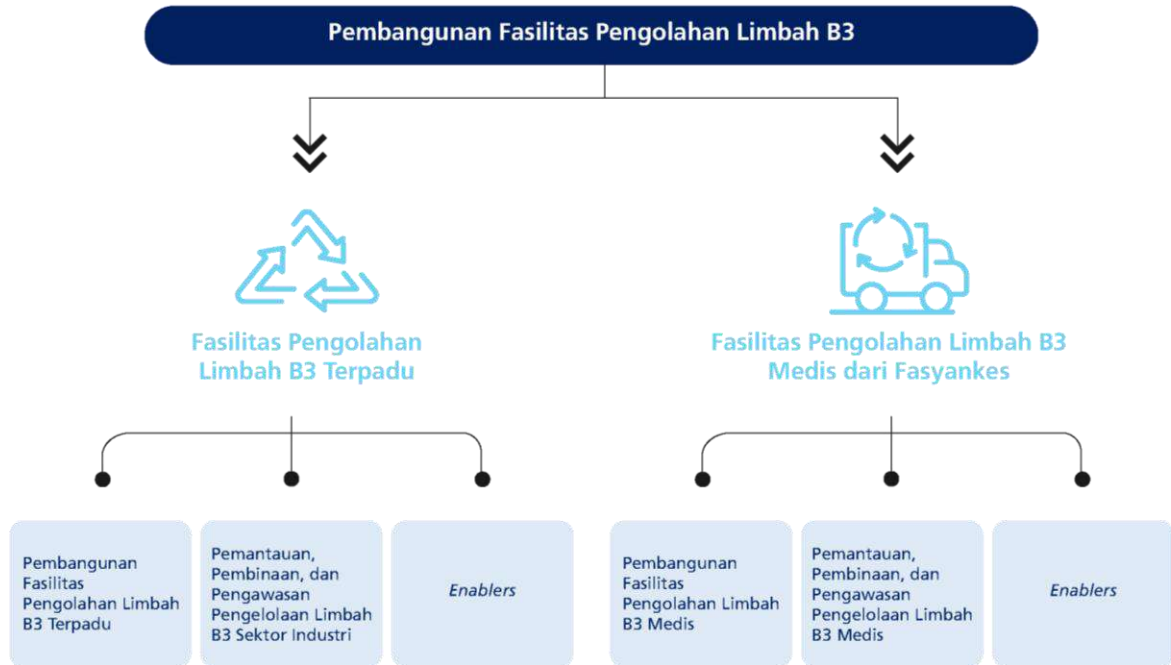 Pembangunan Fasilitas Pengolahan Limbah B3
Fasilitas Pengolahan
Limbah B3 Terpadu
Fasilitas Pengolahan Limbah B3
Medis dari Fasyankes
Pembangunan
Fasilitas
Pengolahan Limbah
B3 Terpadu
Pemantauan,
Pembinaan, dan
Pengawasan
Pengelolaan Limbah
B3 Sektor Industri
Enablers
Pembangunan
Fasilitas
Pengolahan Limbah
B3 Medis
Pemantauan,
Pembinaan, dan
Pengawasan
Pengelolaan Limbah
B3 Medis
Enablers